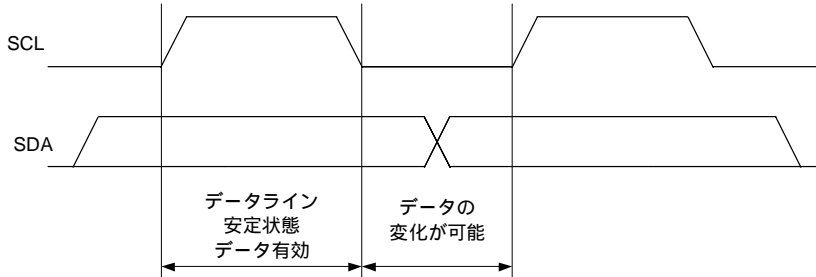 SCL
SDA
データライン
安定状態
データ有効
データの
変化が可能